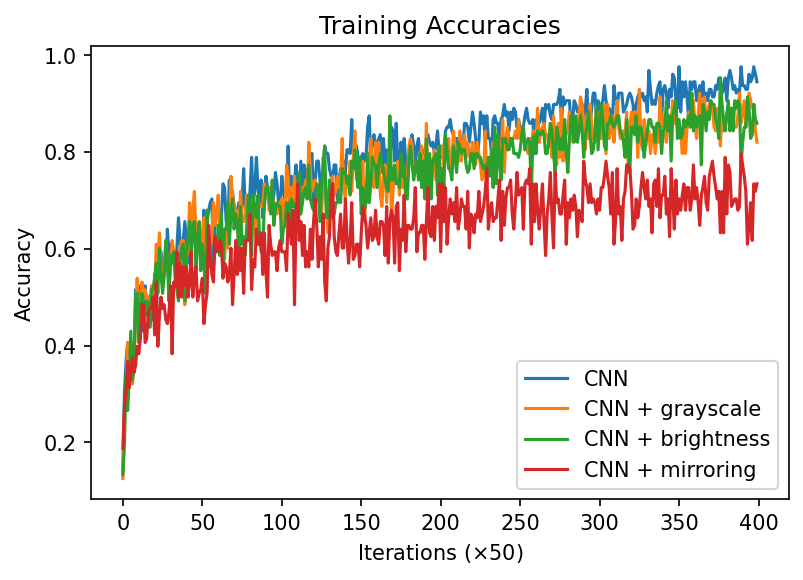 Training Accuracies
1.0
0.8
0.6
0.4
0.2
Accuracy
0 50 100 150 200 250 300 350 400
Iterations (×50)
CNN
CNN + grayscale
CNN + brightness
CNN + mirroring